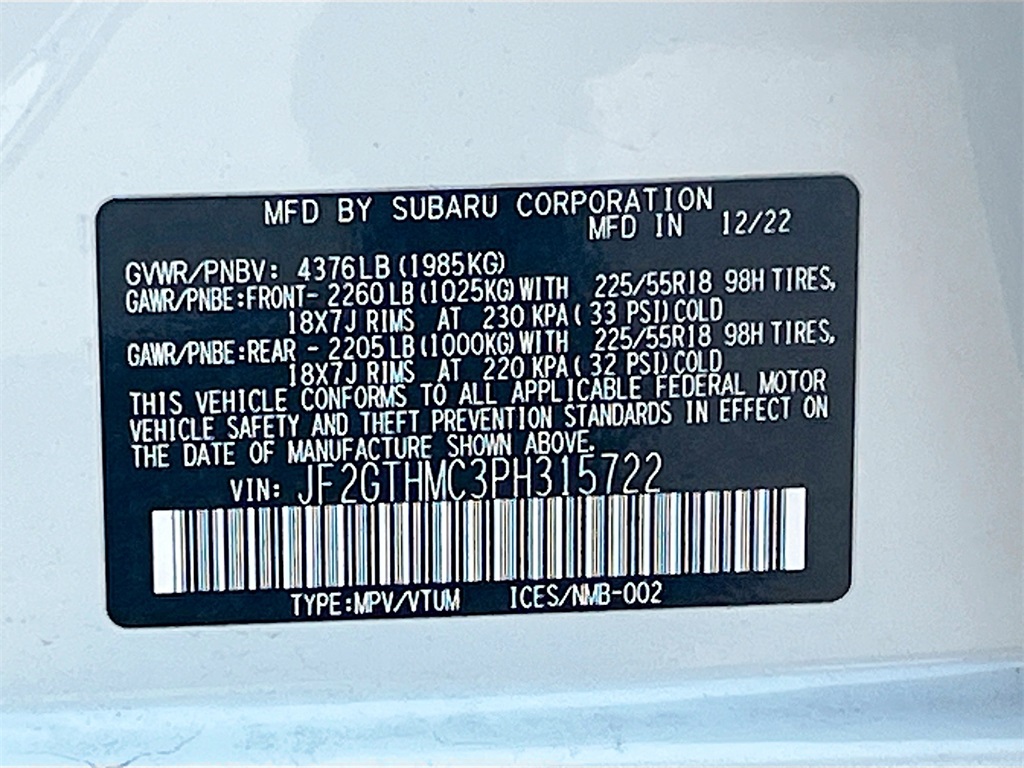 MFD BY SUBARU CORPORATION
MFD IN 12/22
GVWR/PNBV: 4376LB (1985KG)
GAWR/PNBE:FRONT- 2260LB (1025KG) WITH 225/55R18 98H TIRES,
18X7J RIMS AT 230 KPA( 33 PSI) COLD
GAWR/PNBE:REAR - 2205LB (1000KG) WITH 225/55R18 98H TIRES,
18X7J RIMS AT 220 KPA( 32 PSI) COLD
THIS VEHICLE CONFORMS TO ALL APPLICABLE FEDERAL MOTOR
VEHICLE SAFETY AND THEFT PREVENTION STANDARDS IN EFFECT ON
THE DATE OF MANUFACTURE SHOWN ABOVE.
VIN: JF2GTHMC3PH315722
TYPE:MPV/VTUM ICES/NMB-002